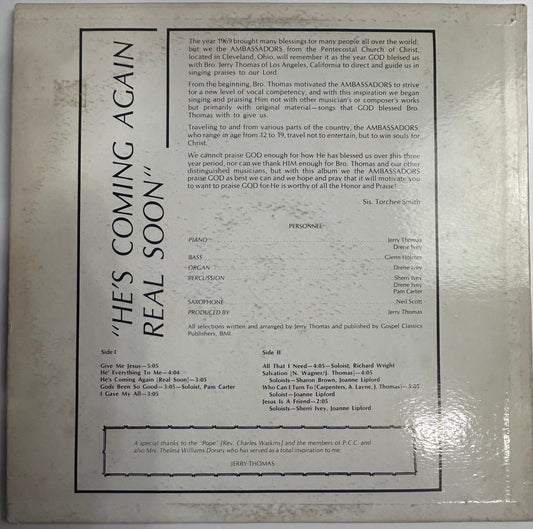 "HE'S COMING AGAIN
REAL SOON"
The year 1969 brought many blessings for many people all over the world;
but we the AMBASSADORS from the Pentecostal Church of Christ,
located in Cleveland, Ohio, will remember it as the year GOD blessed us
with Bro. Jerry Thomas of Los Angeles, California to direct and guide us in
singing praises to our Lord.
From the beginning, Bro. Thomas motivated the AMBASSADORS to strive
for a new level of vocal competency, and with this inspiration we began
singing and praising Him not with other musician's or composer's works
but primarily with original material—songs that GOD blessed Bro.
Thomas with to give us.
Traveling to and from various parts of the country, the AMBASSADORS,
who range in age from 12 to 19, travel not to entertain, but to win souls for
Christ.
We cannot praise GOD enough for how He has blessed us over this three
year period, nor can we thank HIM enough for Bro. Thomas and our other
distinguished musicians, but with this album we the AMBASSADORS
praise GOD as best we can and we hope and pray that it will motivate you
to want to praise GOD for He is worthy of all the Honor and Praise!
Sis. Torchee Smith
PERSONNEL
PIANO Jerry Thomas
Drene Ivey
BASS Glenn Holmes
ORGAN Drene Ivey
PERCUSSION Sherri Ivey
Drene Ivey
Pam Carter
SAXOPHONE Neil Scott
PRODUCED BY Jerry Thomas
All selections written and arranged by Jerry Thomas and published by Gospel Classics
Publishers, BMI.
Side I
Give Me Jesus—5:05
He' Everything To Me—4:04
He's Coming Again [Real Soon]—3:05
Gods Been So Good—3:05—Soloist, Pam Carter
I Gave My All—3:05
Side II
All That I Need—4:05—Soloist, Richard Wright
Salvation [N. Wagner/J. Thomas]—4:05
Soloists—Sharon Brown, Joanne Lipford
Who Can I Turn To [Carpenters, A. Layne, J. Thomas]—5:05
Soloist—Joanne Lipford
Jesus Is A Friend—2:05
Soloists—Sherri Ivey, Joanne Lipford
A special thanks to the "Pope" [Rev. Charles Watkins] and the members of P.C.C. and
also Mrs. Thelma Williams Dorsey who has served as a total inspiration to me.
JERRY THOMAS